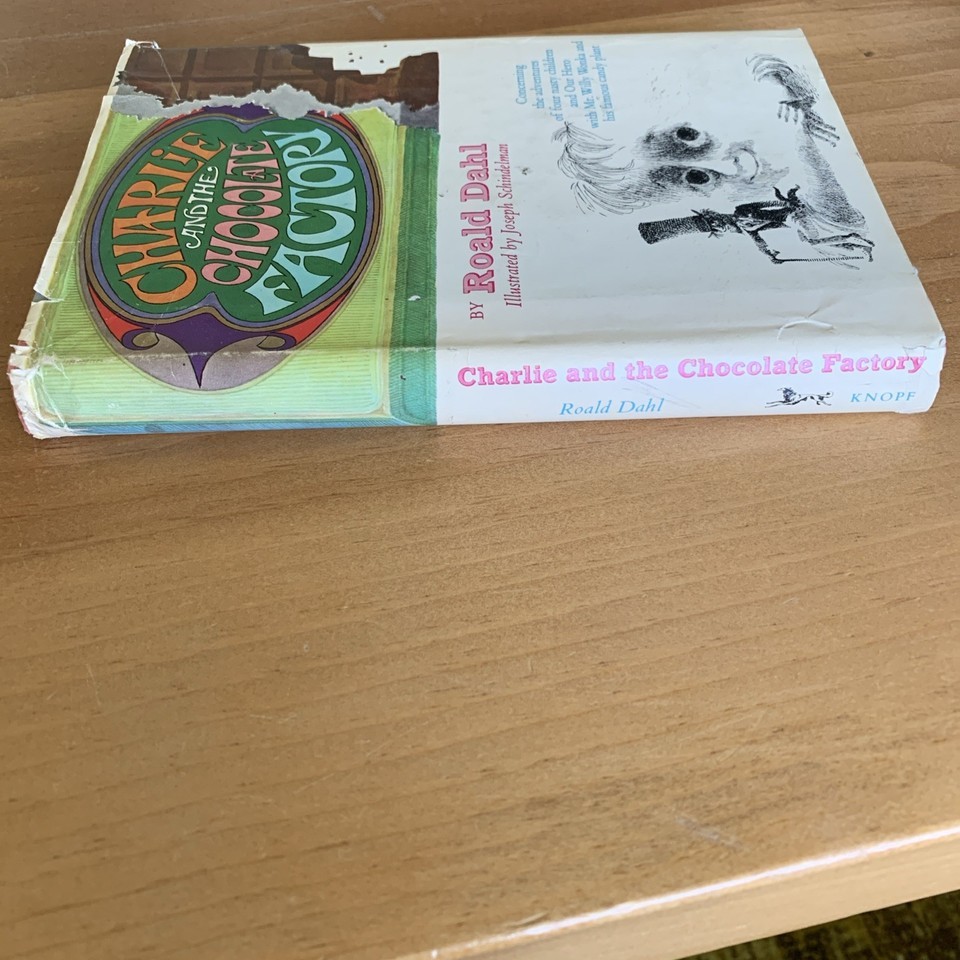 CHARLIE
AND THE
CHOCOLATE
FACTORY
BY Roald Dahl
Illustrated by Joseph Schindelman
Concerning
the adventures
of four nasty children
and Our Hero
with Mr. Willy Wonka and
his famous candy plant
Charlie and the Chocolate Factory
Roald Dahl
KNOPF